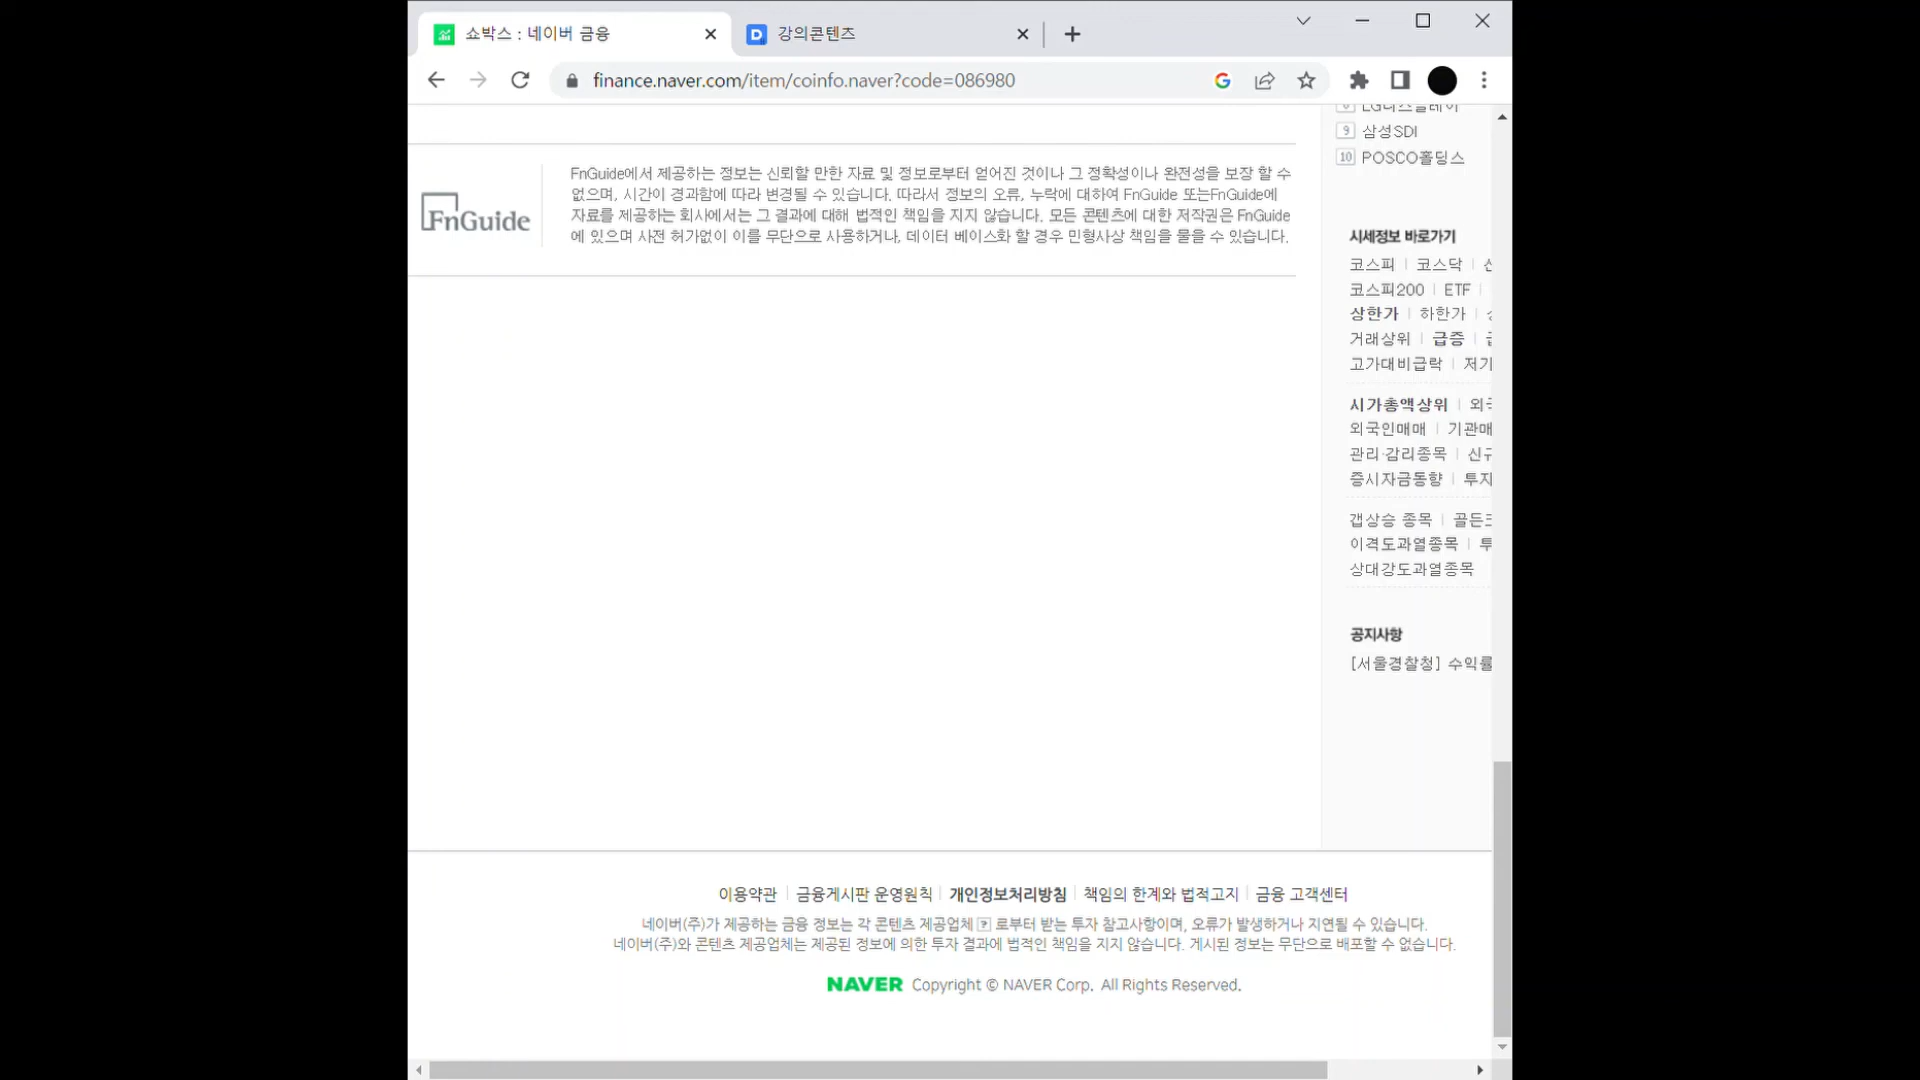 쇼박스 : 네이버 금융
강의콘텐츠
finance.naver.com/item/coinfo.naver?code=086980
9 삼성SDI
10 POSCO홀딩스
FnGuide
FnGuide에서 제공하는 정보는 신뢰할 만한 자료 및 정보로부터 얻어진 것이나 그 정확성이나 완전성을 보장 할 수
없으며, 시간이 경과함에 따라 변경될 수 있습니다. 따라서 정보의 오류, 누락에 대하여 FnGuide 또는FnGuide에
자료를 제공하는 회사에서는 그 결과에 대해 법적인 책임을 지지 않습니다. 모든 콘텐츠에 대한 저작권은 FnGuide
에 있으며 사전 허가없이 이를 무단으로 사용하거나, 데이터 베이스화 할 경우 민형사상 책임을 물을 수 있습니다.
시세정보 바로가기
코스피 코스닥
코스피200 ETF
상한가 하한가
거래상위 급증
고가대비급락
시가총액상위
외국인매매
관리·감리종목
증시자금동향
갭상승 종목
이격도과열종목
상대강도과열종목
공지사항
[서울경찰청] 수익률
이용약관 금융게시판 운영원칙 개인정보처리방침 책임의 한계와 법적고지 금융 고객센터
네이버(주)가 제공하는 금융 정보는 각 콘텐츠 제공업체 ? 로부터 받는 투자 참고사항이며, 오류가 발생하거나 지연될 수 있습니다.
네이버(주)와 콘텐츠 제공업체는 제공된 정보에 의한 투자 결과에 법적인 책임을 지지 않습니다. 게시된 정보는 무단으로 배포할 수 없습니다.
NAVER Copyright © NAVER Corp. All Rights Reserved.